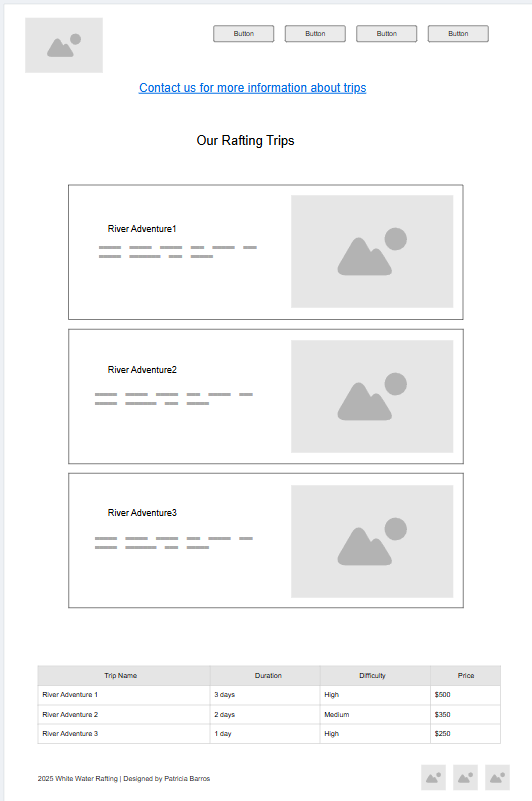 Button Button Button Button
Contact us for more information about trips
Our Rafting Trips
River Adventure1
River Adventure2
River Adventure3
Trip Name Duration Difficulty Price
River Adventure 1 3 days High $500
River Adventure 2 2 days Medium $350
River Adventure 3 1 day High $250
2025 White Water Rafting | Designed by Patricia Barros